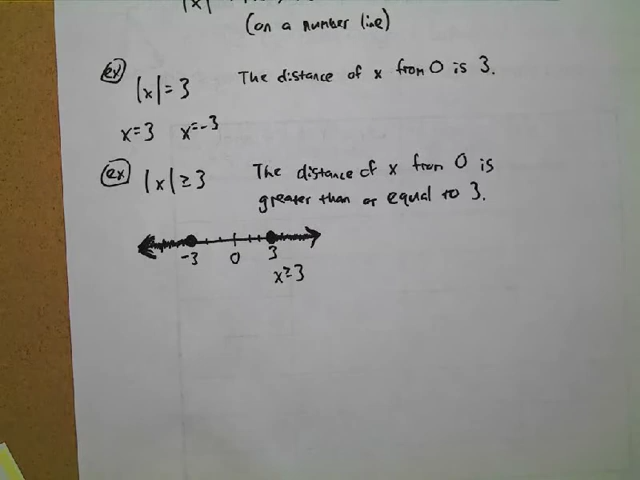 |x|
(on a number line)
ex |x| = 3 The distance of x from 0 is 3.
x=3 x=-3
ex |x| ≥ 3 The distance of x from 0 is
greater than or equal to 3.
-3 0 3
x≥3